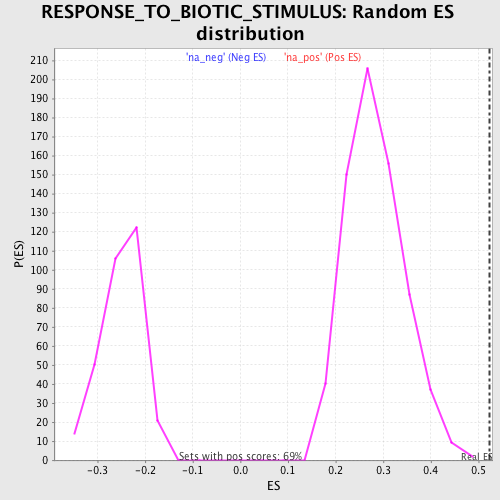 RESPONSE_TO_BIOTIC_STIMULUS: Random ES
distribution
'na_neg' (Neg ES) 'na_pos' (Pos ES)
P(ES)
210
200
190
180
170
160
150
140
130
120
110
100
90
80
70
60
50
40
30
20
10
0
Sets with pos scores: 69%
Real ES
-0.3 -0.2 -0.1 0.0 0.1 0.2 0.3 0.4 0.5
ES